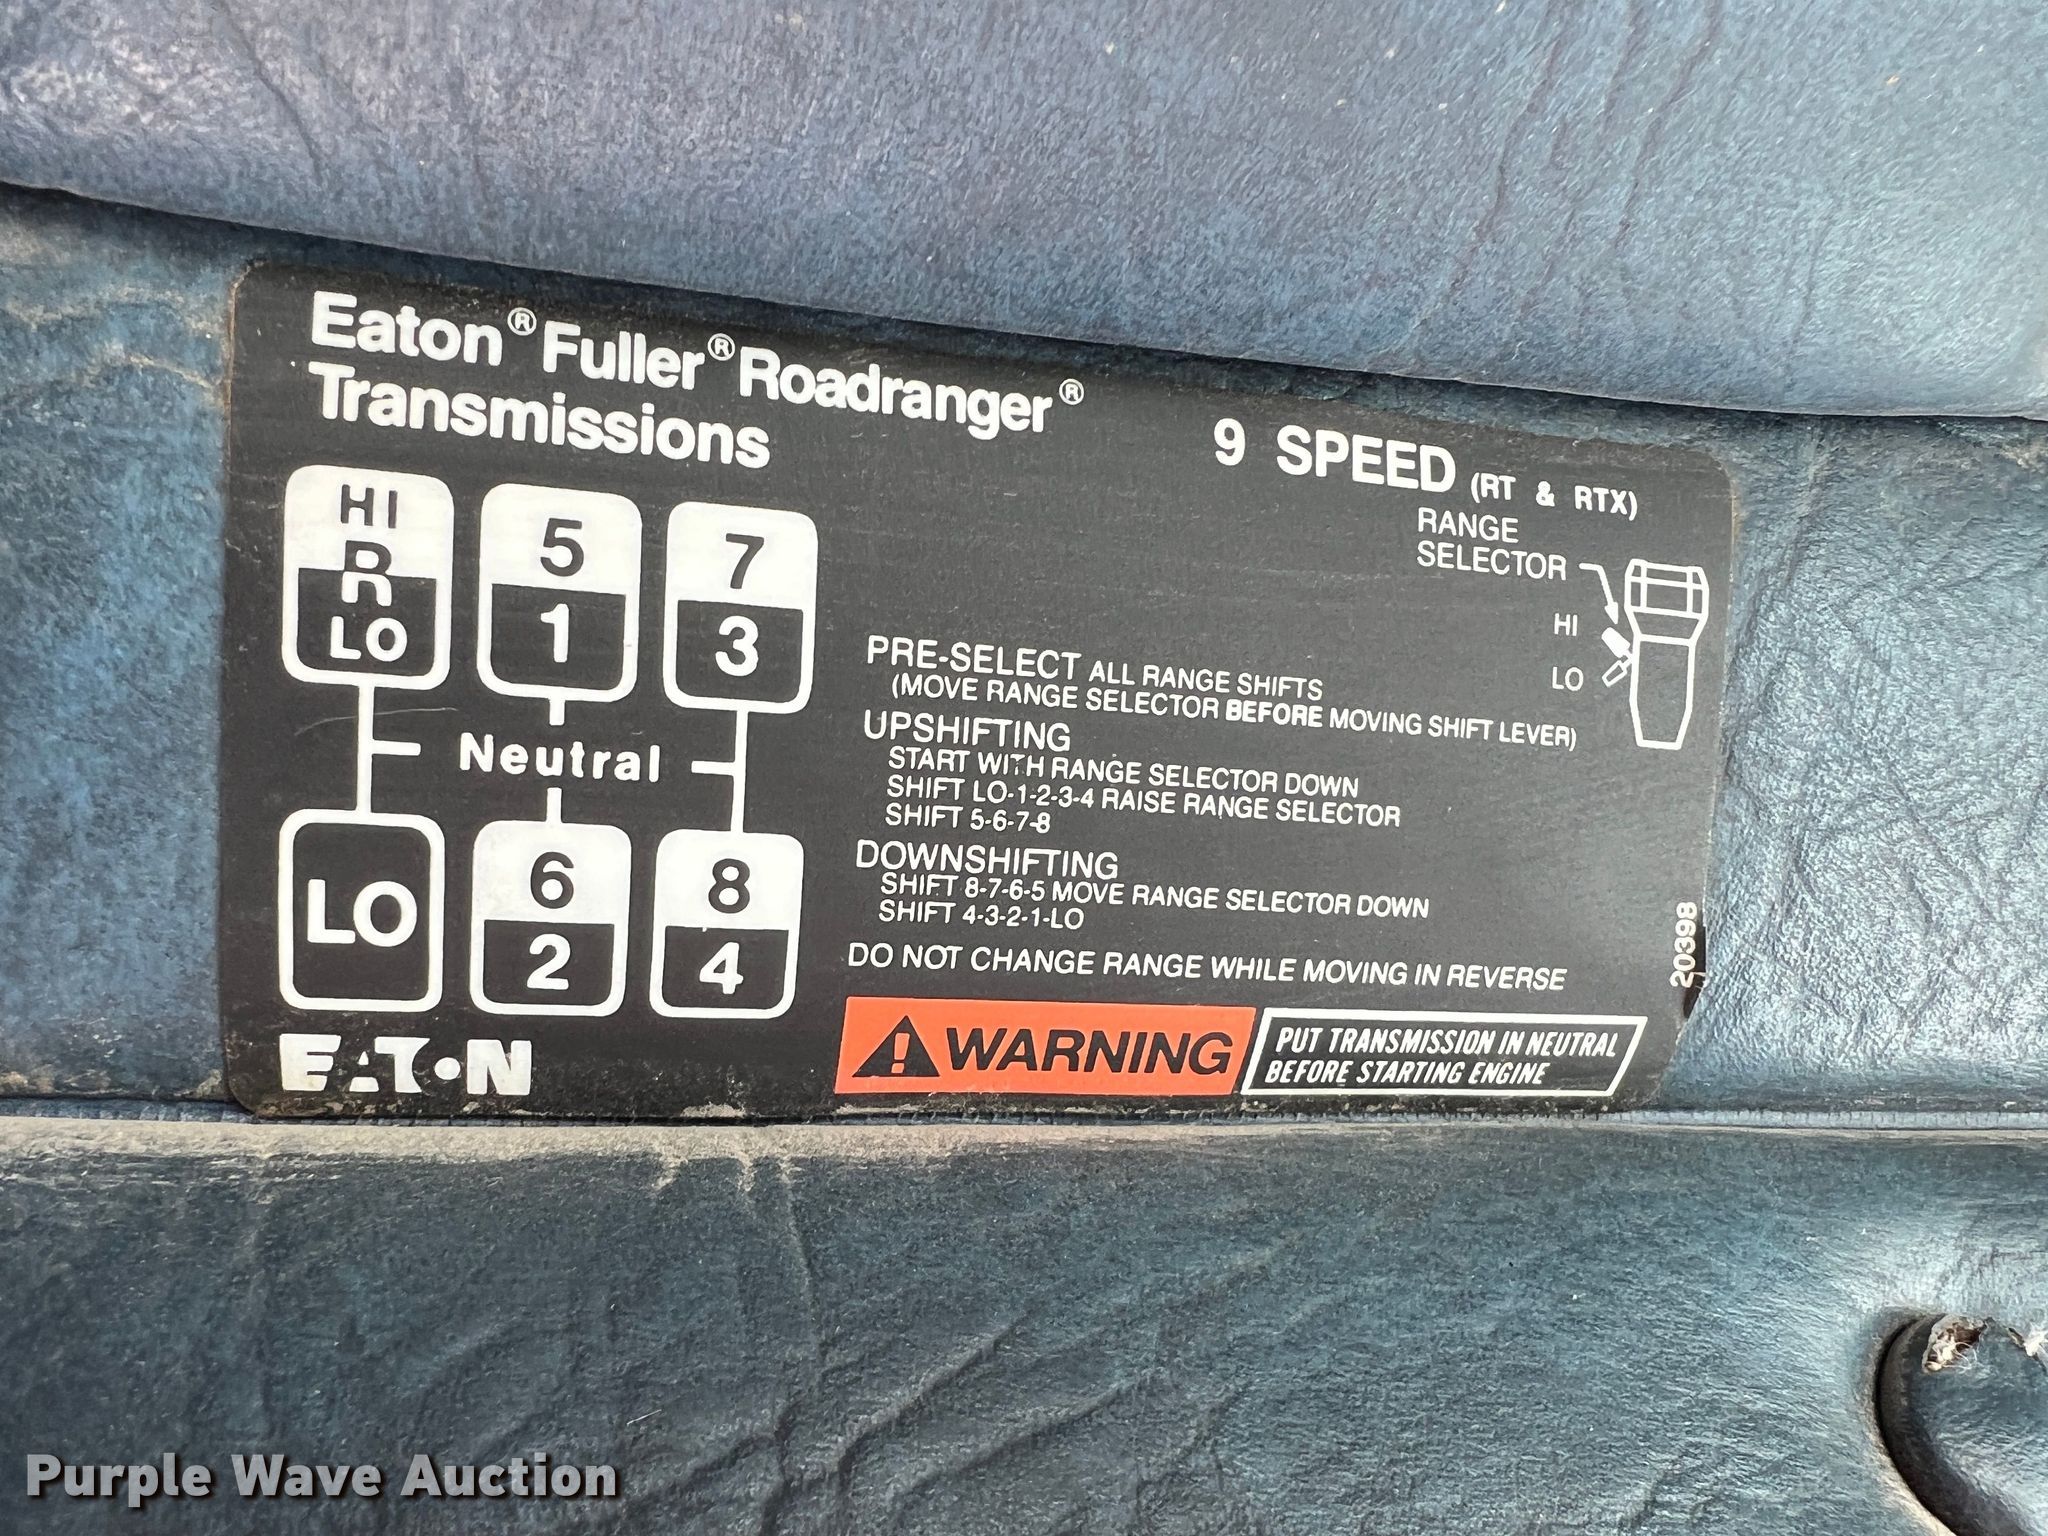 Eaton® Fuller® Roadranger®
Transmissions
9 SPEED (RT & RTX)
RANGE
SELECTOR
HI
LO
HI
R
LO
5
1
7
3
Neutral
LO
6
2
8
4
PRE-SELECT ALL RANGE SHIFTS
(MOVE RANGE SELECTOR BEFORE MOVING SHIFT LEVER)
UPSHIFTING
START WITH RANGE SELECTOR DOWN
SHIFT LO-1-2-3-4 RAISE RANGE SELECTOR
SHIFT 5-6-7-8
DOWNSHIFTING
SHIFT 8-7-6-5 MOVE RANGE SELECTOR DOWN
SHIFT 4-3-2-1-LO
DO NOT CHANGE RANGE WHILE MOVING IN REVERSE
20398
EATON
WARNING
PUT TRANSMISSION IN NEUTRAL
BEFORE STARTING ENGINE
Purple Wave Auction